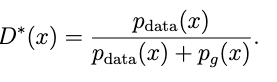 D^*(x) = \frac{p_{\text{data}}(x)}{p_{\text{data}}(x) + p_g(x)}.